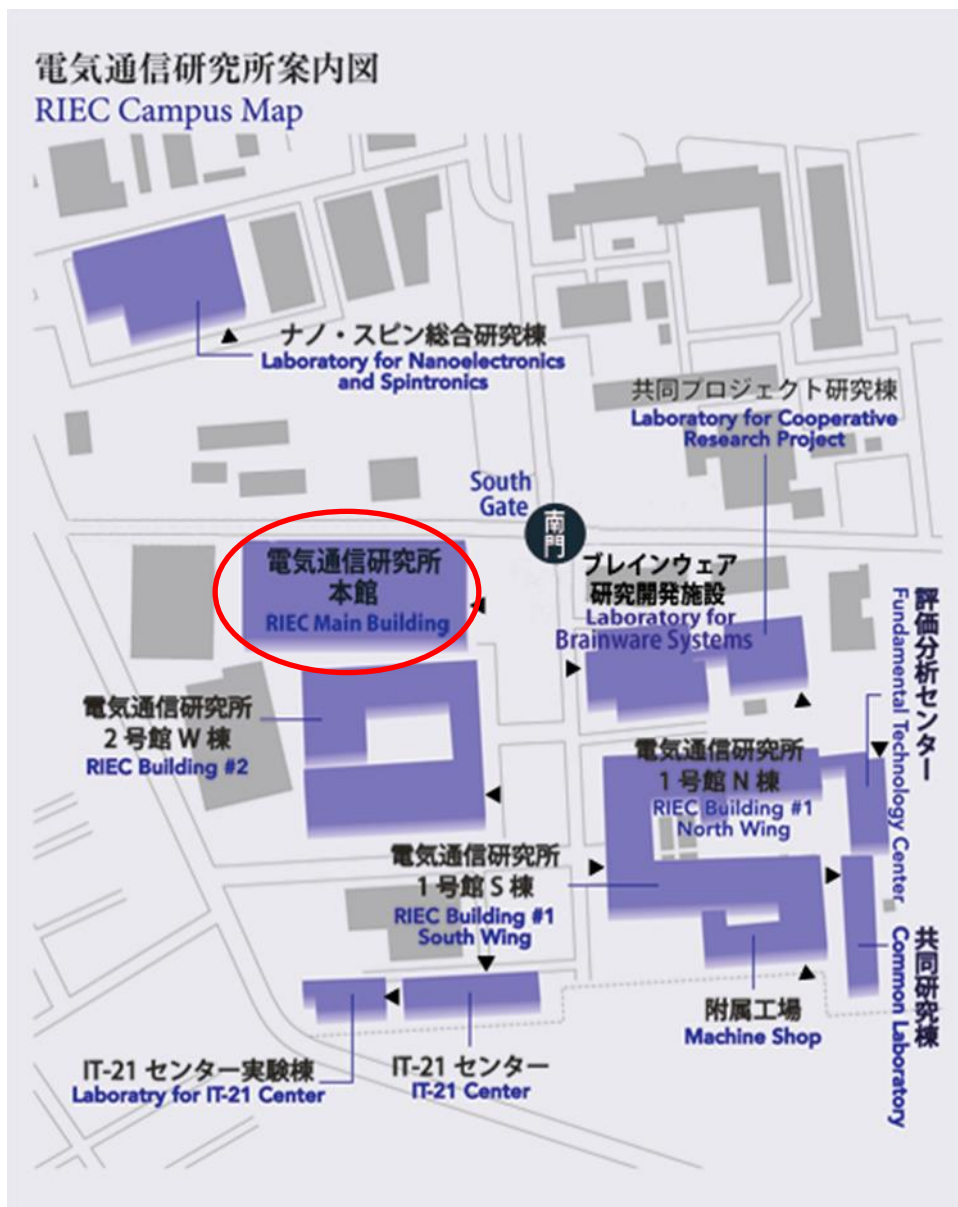 電気通信研究所案内図
RIEC Campus Map
ナノ・スピン総合研究棟
Laboratory for Nanoelectronics
and Spintronics
共同プロジェクト研究棟
Laboratory for Cooperative
Research Project
South
Gate
南門
電気通信研究所
本館
RIEC Main Building
ブレインウェア
研究開発施設
Laboratory for
Brainware Systems
評価分析センター
Fundamental Technology Center
電気通信研究所
2号館W棟
RIEC Building #2
電気通信研究所
1号館N棟
RIEC Building #1
North Wing
電気通信研究所
1号館S棟
RIEC Building #1
South Wing
共同研究棟
Common Laboratory
附属工場
Machine Shop
IT-21 センター実験棟
Laboratry for IT-21 Center
IT-21 センター
IT-21 Center